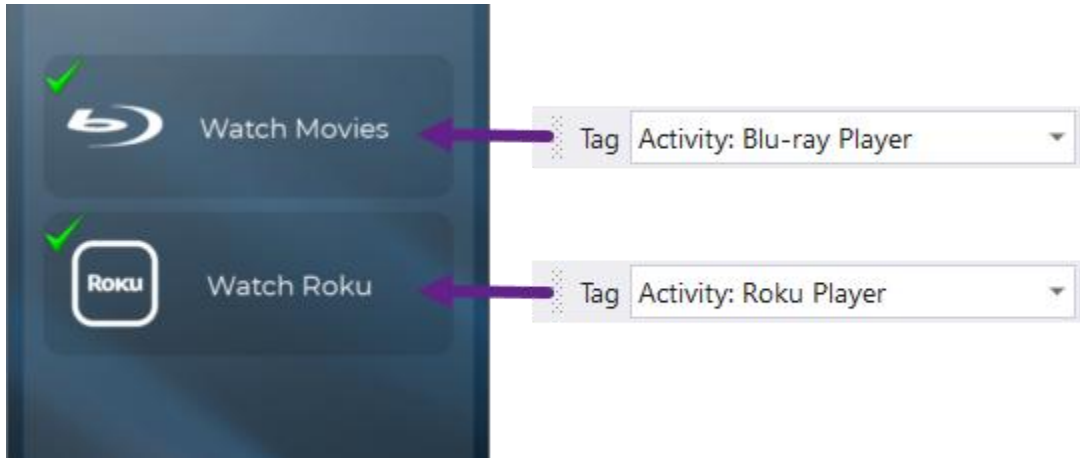 Watch Movies
Tag Activity: Blu-ray Player
Roku
Watch Roku
Tag Activity: Roku Player